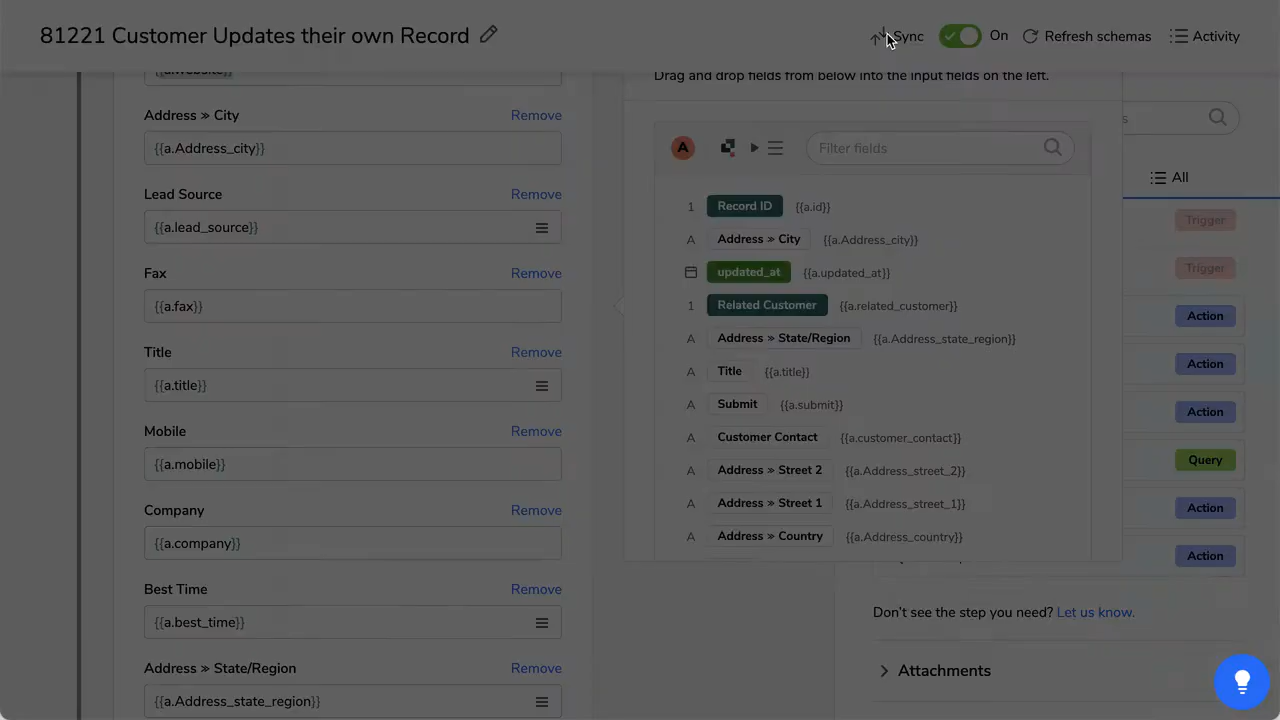 81221 Customer Updates their own Record
Sync
On
Refresh schemas
Activity
{{a.website}}
Address » City
Remove
{{a.Address_city}}
Lead Source
Remove
{{a.lead_source}}
Fax
Remove
{{a.fax}}
Title
Remove
{{a.title}}
Mobile
Remove
{{a.mobile}}
Company
Remove
{{a.company}}
Best Time
Remove
{{a.best_time}}
Address » State/Region
Remove
{{a.Address_state_region}}
Drag and drop fields from below into the input fields on the left.
A
Filter fields
1 Record ID {{a.id}}
A Address » City {{a.Address_city}}
updated_at {{a.updated_at}}
1 Related Customer {{a.related_customer}}
A Address » State/Region {{a.Address_state_region}}
A Title {{a.title}}
A Submit {{a.submit}}
A Customer Contact {{a.customer_contact}}
A Address » Street 2 {{a.Address_street_2}}
A Address » Street 1 {{a.Address_street_1}}
A Address » Country {{a.Address_country}}
All
Trigger
Trigger
Action
Action
Action
Query
Action
Action
Don't see the step you need? Let us know.
Attachments